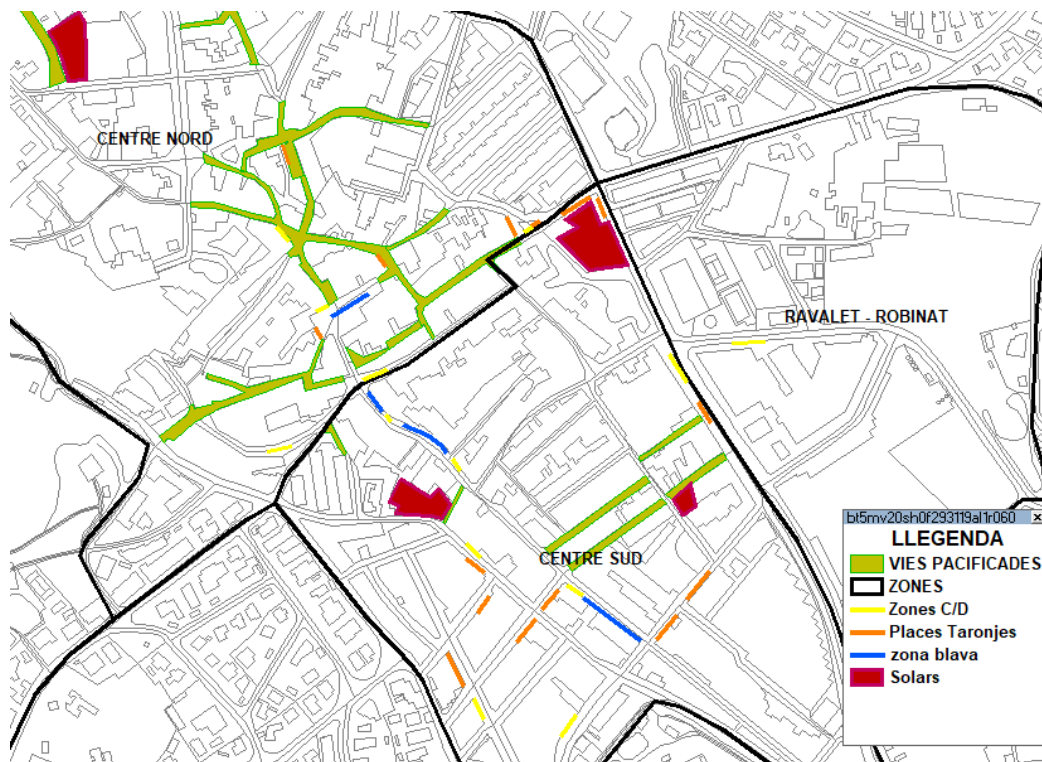 CENTRE NORD
RAVALET - ROBINAT
CENTRE SUD
bt5mv20sh0f293119al1r060 x
LLEGENDA
VIES PACIFICADES
ZONES
Zones C/D
Places Taronjes
zona blava
Solars